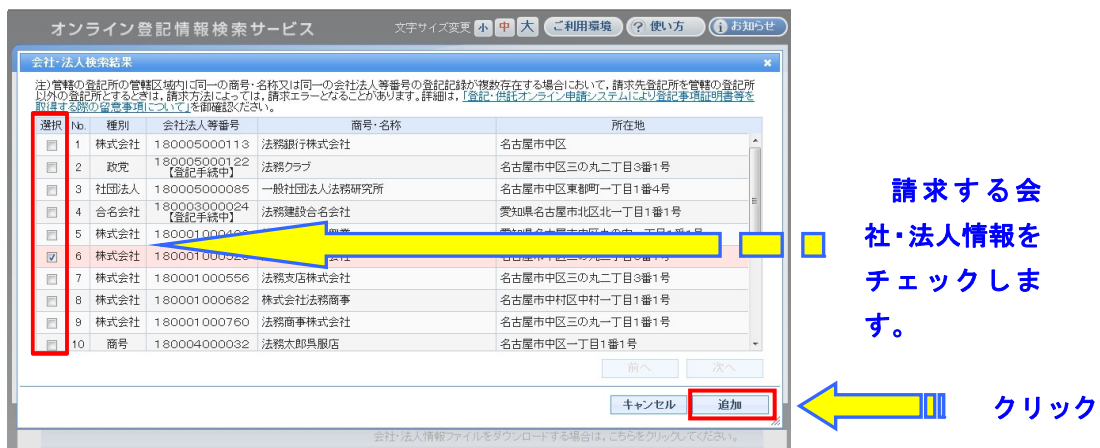 オンライン登記情報検索サービス
文字サイズ変更 小 中 大 ご利用環境 ? 使い方 i お知らせ
会社・法人検索結果
注)管轄の登記所の管轄区域内に同一の商号・名称又は同一の会社法人等番号の登記記録が複数存在する場合において,請求先登記所を管轄の登記所
以外の登記所とするときは,請求方法によっては,請求エラーとなることがあります。詳細は,「登記・供託オンライン申請システムにより登記事項証明書等を
取得する際の留意事項について」を御確認ください。
選択 No. 種別 会社法人等番号 商号・名称 所在地
1 株式会社 180005000113 法務銀行株式会社 名古屋市中区
2 政党 180005000122 【登記手続中】 法務クラブ 名古屋市中区三の丸二丁目3番1号
3 社団法人 180005000085 一般社団法人法務研究所 名古屋市中区東都町一丁目1番4号
4 合名会社 180003000024 【登記手続中】 法務建設合名会社 愛知県名古屋市北区北一丁目1番1号
5 株式会社
6 株式会社
7 株式会社 180001000556 法務支店株式会社 名古屋市中区三の丸二丁目3番1号
8 株式会社 180001000682 株式会社法務商事 名古屋市中村区中村一丁目1番1号
9 株式会社 180001000760 法務商事株式会社 名古屋市中区三の丸一丁目1番1号
10 商号 180004000032 法務太郎呉服店 名古屋市中区一丁目1番1号
前へ 次へ
キャンセル 追加
会社・法人情報ファイルをダウンロードする場合は,こちらをクリックしてください。
請求する会
社・法人情報を
チェックしま
す。
クリック